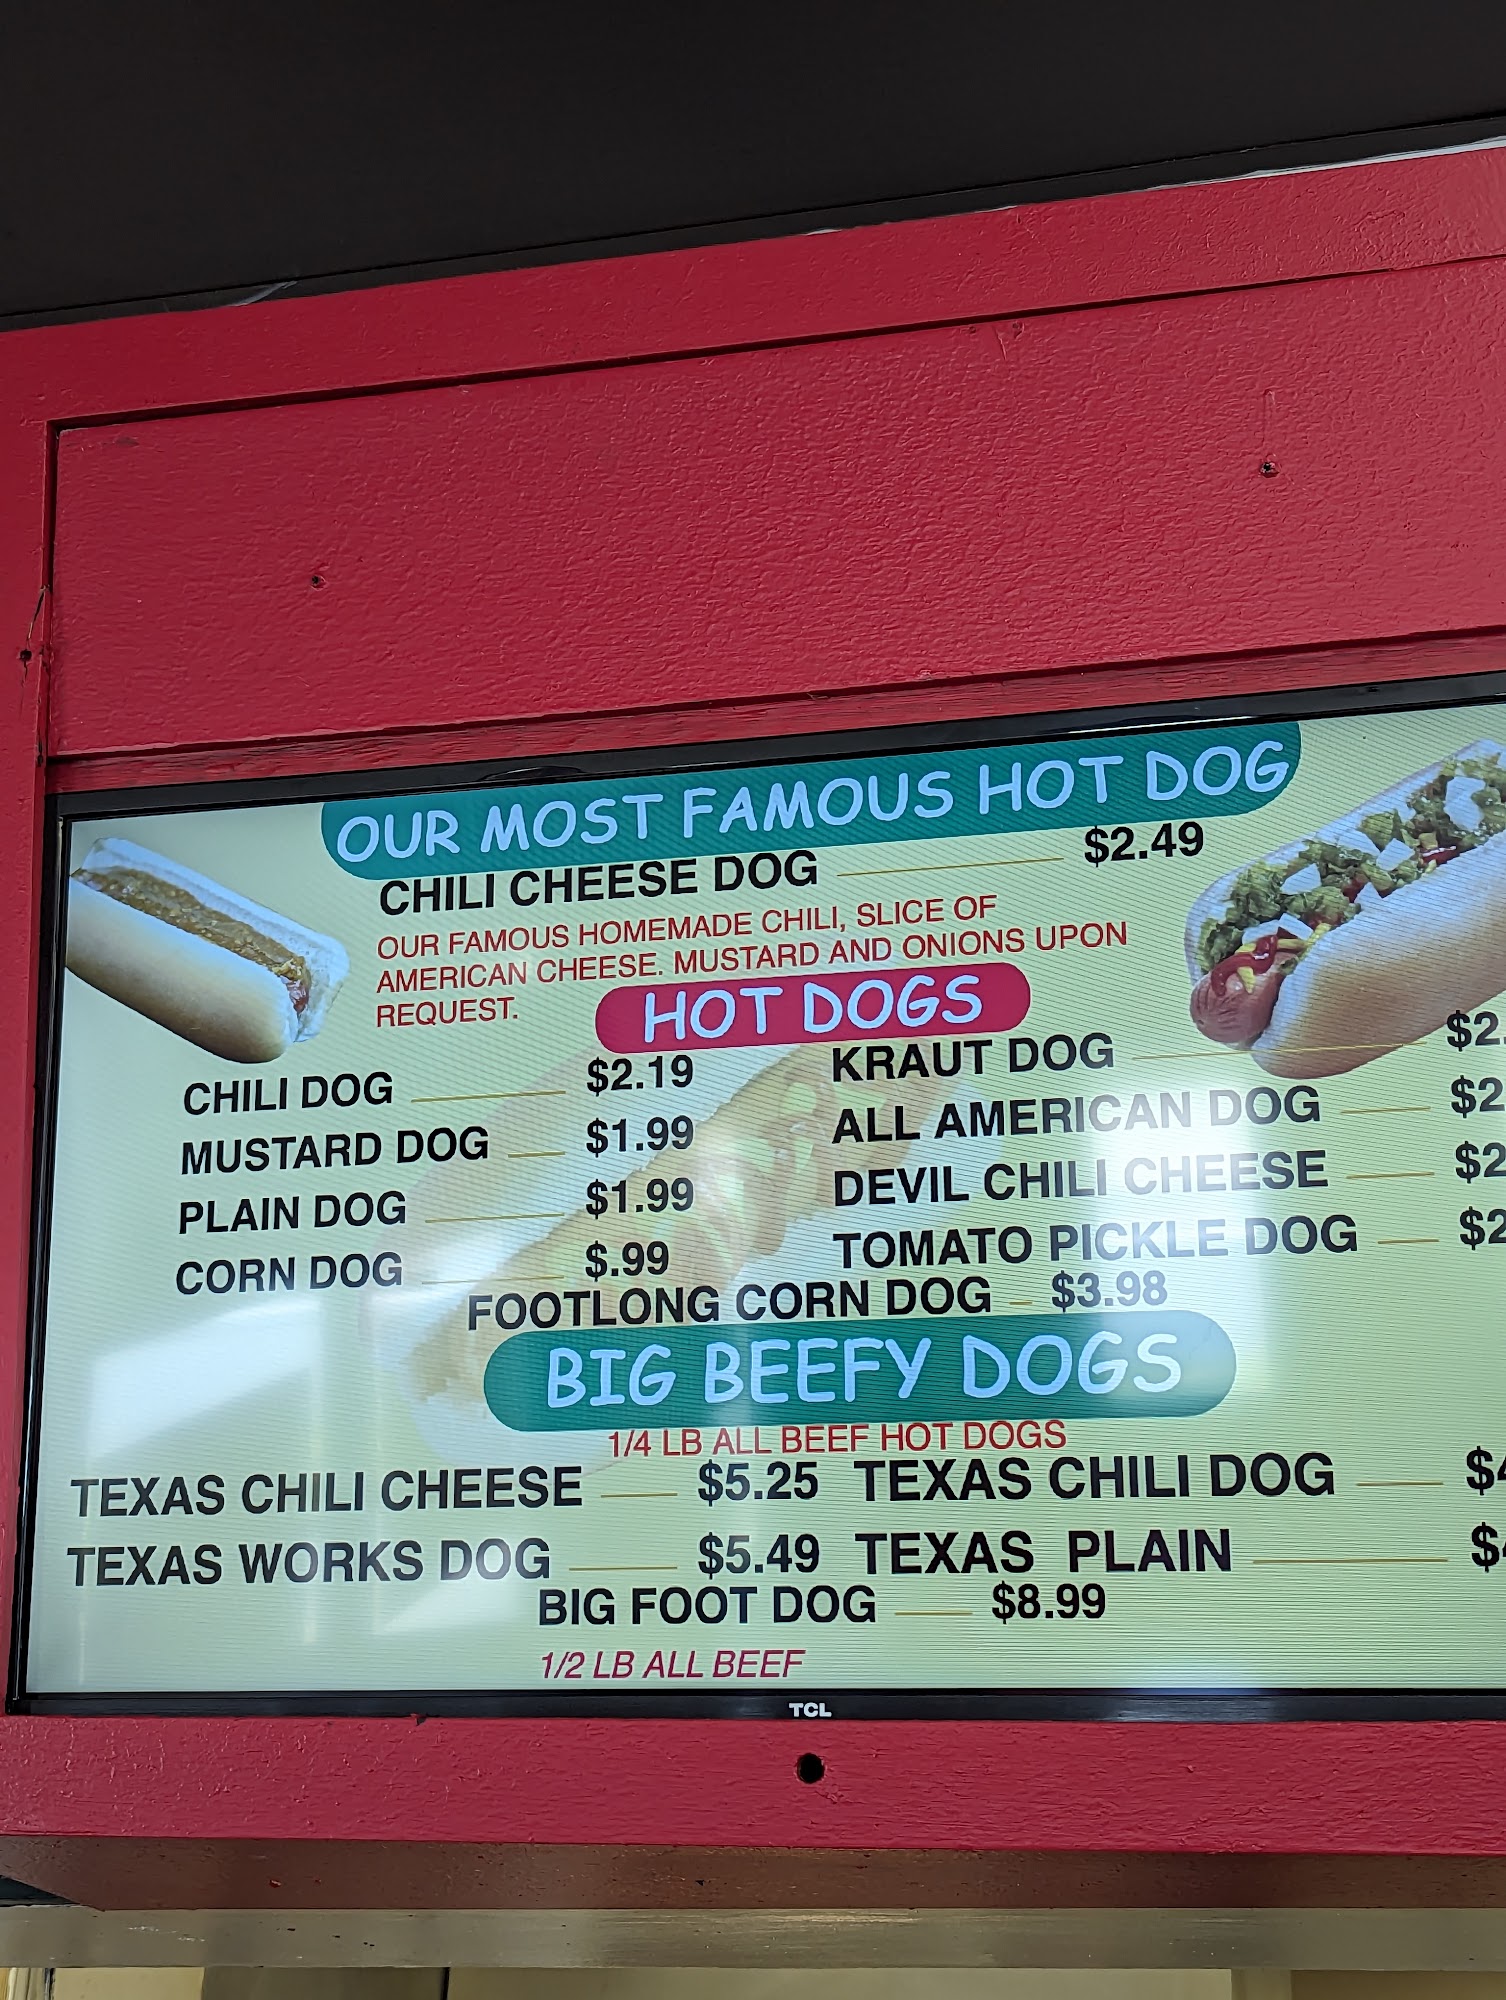 OUR MOST FAMOUS HOT DOG
CHILI CHEESE DOG $2.49
OUR FAMOUS HOMEMADE CHILI, SLICE OF
AMERICAN CHEESE. MUSTARD AND ONIONS UPON
REQUEST.
HOT DOGS
CHILI DOG $2.19
MUSTARD DOG $1.99
PLAIN DOG $1.99
CORN DOG $.99
KRAUT DOG
ALL AMERICAN DOG
DEVIL CHILI CHEESE
TOMATO PICKLE DOG
FOOTLONG CORN DOG $3.98
BIG BEEFY DOGS
1/4 LB ALL BEEF HOT DOGS
TEXAS CHILI CHEESE $5.25 TEXAS CHILI DOG
TEXAS WORKS DOG $5.49 TEXAS PLAIN
BIG FOOT DOG $8.99
1/2 LB ALL BEEF
TCL